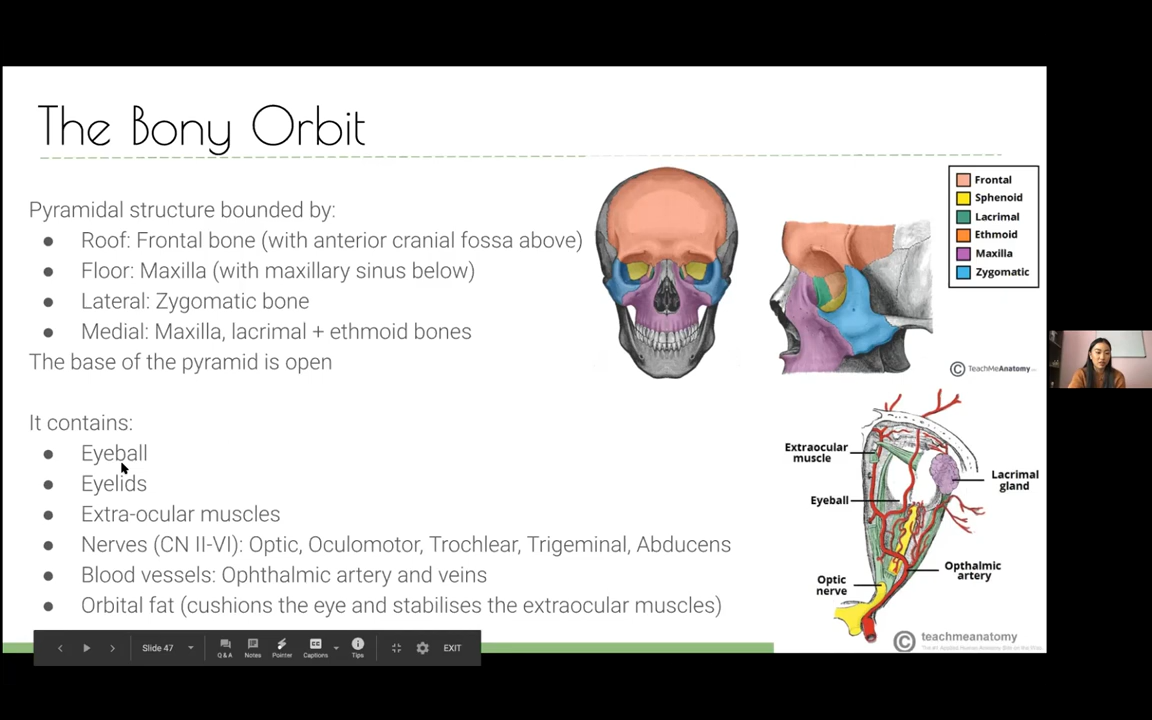 The Bony Orbit
Pyramidal structure bounded by:
● Roof: Frontal bone (with anterior cranial fossa above)
● Floor: Maxilla (with maxillary sinus below)
● Lateral: Zygomatic bone
● Medial: Maxilla, lacrimal + ethmoid bones
The base of the pyramid is open
It contains:
● Eyeball
● Eyelids
● Extra-ocular muscles
● Nerves (CN II-VI): Optic, Oculomotor, Trochlear, Trigeminal, Abducens
● Blood vessels: Ophthalmic artery and veins
● Orbital fat (cushions the eye and stabilises the extraocular muscles)
Frontal
Sphenoid
Lacrimal
Ethmoid
Maxilla
Zygomatic
© TeachMeAnatomy
Extraocular
muscle
Eyeball
Lacrimal
gland
Opthalmic
artery
Optic
nerve
© teachmeanatomy
Slide 47
Q & A
Notes
Pointer
Captions
Tips
EXIT